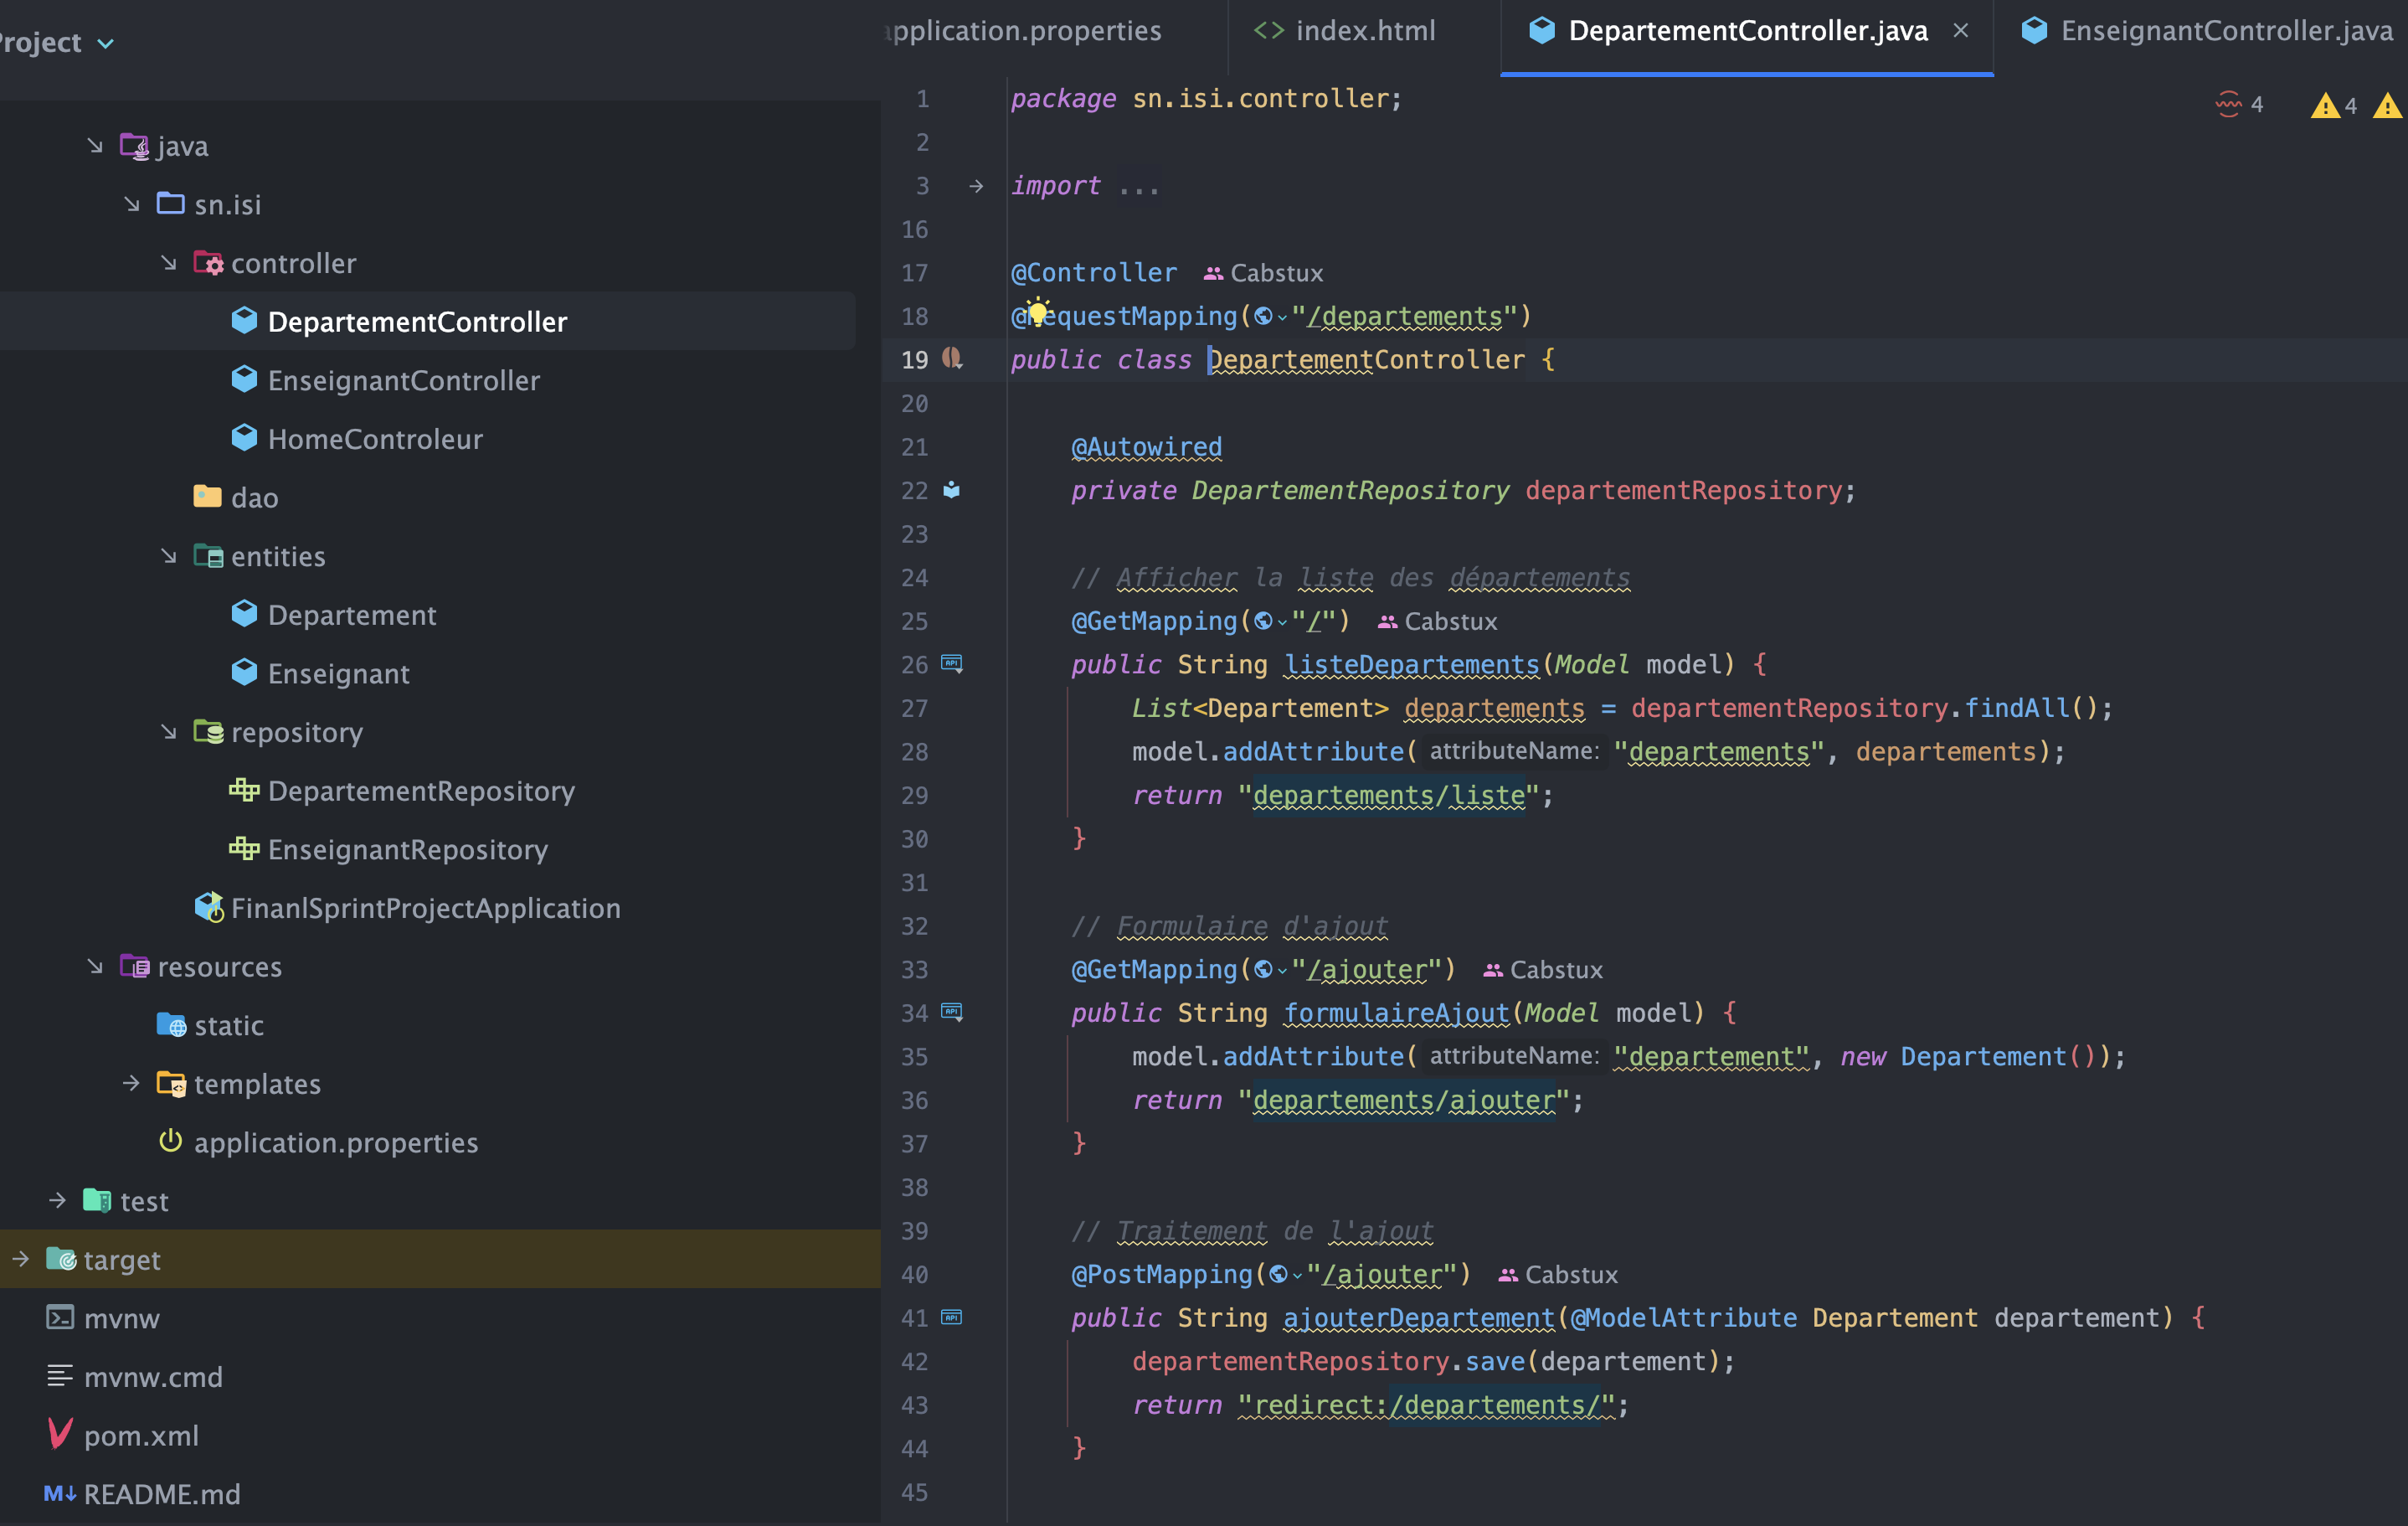 Project
java
sn.isi
controller
DepartementController
EnseignantController
HomeControleur
dao
entities
Departement
Enseignant
repository
DepartementRepository
EnseignantRepository
FinanlSprintProjectApplication
resources
static
templates
application.properties
test
target
mvnw
mvnw.cmd
pom.xml
M↓ README.md
application.properties
<> index.html
DepartementController.java ×
EnseignantController.java
4 4
1 package sn.isi.controller;
2
3 import ...
16
17 @Controller Cabstux
18 @RequestMapping("/departements")
19 public class DepartementController {
20
21 @Autowired
22 private DepartementRepository departementRepository;
23
24 // Afficher la liste des départements
25 @GetMapping("/") Cabstux
26 public String listeDepartements(Model model) {
27 List<Departement> departements = departementRepository.findAll();
28 model.addAttribute( attributeName: "departements", departements);
29 return "departements/liste";
30 }
31
32 // Formulaire d'ajout
33 @GetMapping("/ajouter") Cabstux
34 public String formulaireAjout(Model model) {
35 model.addAttribute( attributeName: "departement", new Departement());
36 return "departements/ajouter";
37 }
38
39 // Traitement de l'ajout
40 @PostMapping("/ajouter") Cabstux
41 public String ajouterDepartement(@ModelAttribute Departement departement) {
42 departementRepository.save(departement);
43 return "redirect:/departements/";
44 }
45